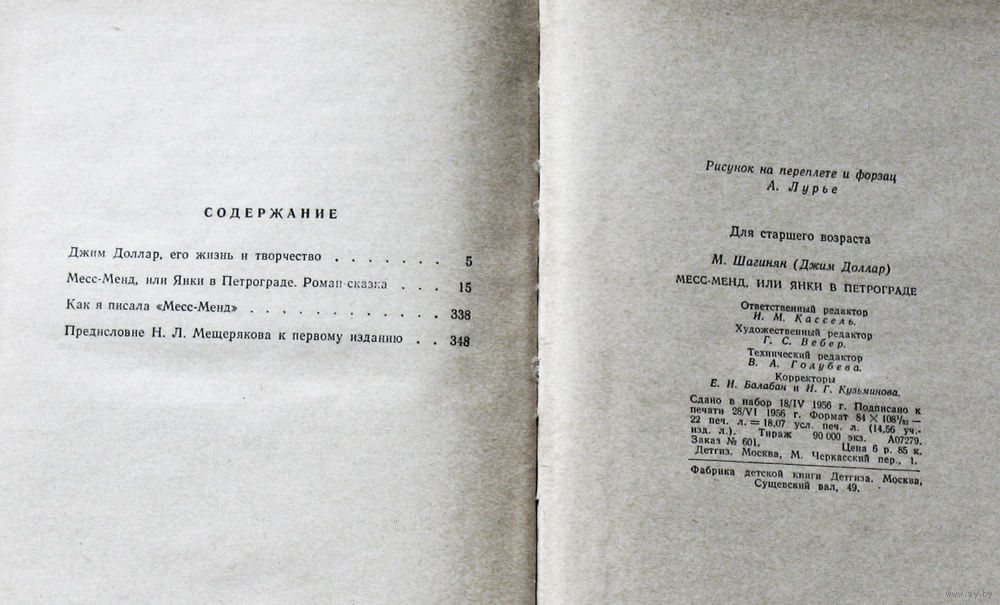 СОДЕРЖАНИЕ
Джим Доллар, его жизнь и творчество . . . . . . . 5
Месс-Менд, или Янки в Петрограде. Роман-сказка . . . 15
Как я писала «Месс-Менд» . . . . . . . . . . . . 338
Предисловие Н. Л. Мещерякова к первому изданию . . 348
Рисунок на переплете и форзац
А. Лурье
Для старшего возраста
М. Шагинян (Джим Доллар)
МЕСС-МЕНД, ИЛИ ЯНКИ В ПЕТРОГРАДЕ
Ответственный редактор
И. М. Кассель.
Художественный редактор
Г. С. Вебер.
Технический редактор
В. А. Голубева.
Корректоры
Е. И. Балабан и И. Г. Кузьминова.
Сдано в набор 18/IV 1956 г. Подписано к
печати 28/VI 1956 г. Формат 84 × 108¹/₃₂ —
22 печ. л. = 18,07 усл. печ. л. (14,56 уч.-
изд. л.). Тираж 90 000 экз. А07279.
Заказ № 601. Цена 6 р. 85 к.
Детгиз. Москва, М. Черкасский пер., 1.
Фабрика детской книги Детгиза. Москва,
Сущевский вал, 49.
www.ay.by